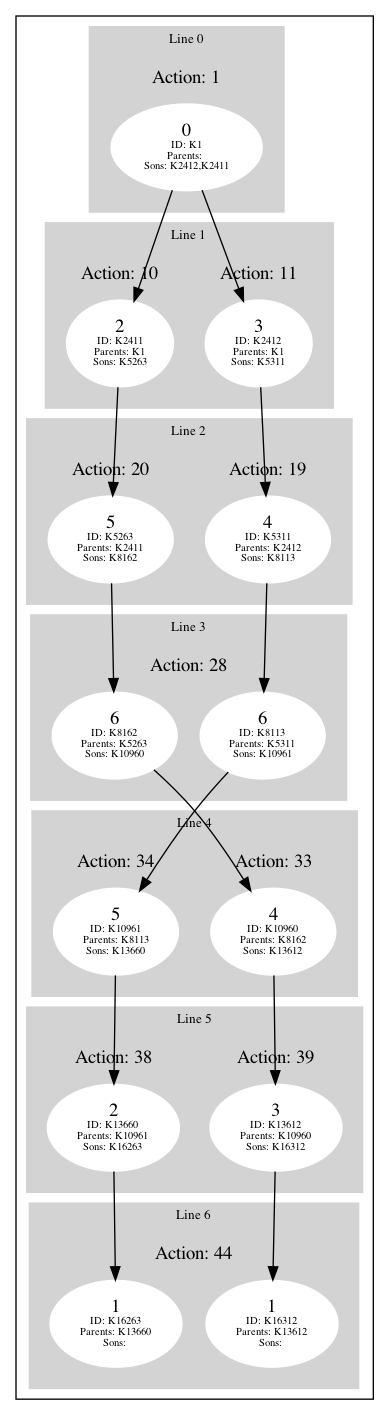 Line 0
Action: 1
0
ID: K1
Parents:
Sons: K2412,K2411
Line 1
Action: 10
Action: 11
2
ID: K2411
Parents: K1
Sons: K5263
3
ID: K2412
Parents: K1
Sons: K5311
Line 2
Action: 20
Action: 19
5
ID: K5263
Parents: K2411
Sons: K8162
4
ID: K5311
Parents: K2412
Sons: K8113
Line 3
Action: 28
6
ID: K8162
Parents: K5263
Sons: K10960
6
ID: K8113
Parents: K5311
Sons: K10961
Line 4
Action: 34
Action: 33
5
ID: K10961
Parents: K8113
Sons: K13660
4
ID: K10960
Parents: K8162
Sons: K13612
Line 5
Action: 38
Action: 39
2
ID: K13660
Parents: K10961
Sons: K16263
3
ID: K13612
Parents: K10960
Sons: K16312
Line 6
Action: 44
1
ID: K16263
Parents: K13660
Sons:
1
ID: K16312
Parents: K13612
Sons: